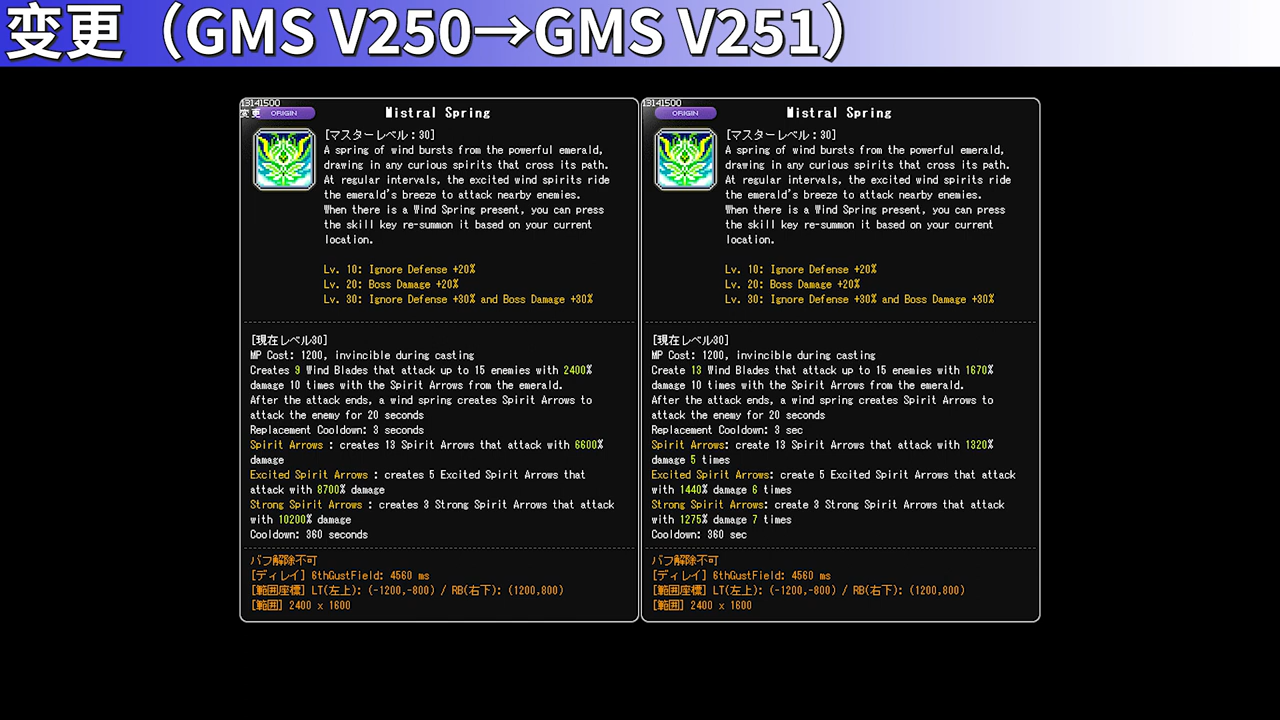 变更（GMS V250→GMS V251）
13141500
変更 ORIGIN
Mistral Spring
[マスターレベル：30]
A spring of wind bursts from the powerful emerald,
drawing in any curious spirits that cross its path.
At regular intervals, the excited wind spirits ride
the emerald's breeze to attack nearby enemies.
When there is a Wind Spring present, you can press
the skill key re-summon it based on your current
location.
Lv. 10: Ignore Defense +20%
Lv. 20: Boss Damage +20%
Lv. 30: Ignore Defense +30% and Boss Damage +30%
[現在レベル30]
MP Cost: 1200, invincible during casting
Creates 9 Wind Blades that attack up to 15 enemies with 2400%
damage 10 times with the Spirit Arrows from the emerald.
After the attack ends, a wind spring creates Spirit Arrows to
attack the enemy for 20 seconds
Replacement Cooldown: 3 seconds
Spirit Arrows : creates 13 Spirit Arrows that attack with 6600%
damage
Excited Spirit Arrows : creates 5 Excited Spirit Arrows that
attack with 8700% damage
Strong Spirit Arrows : creates 3 Strong Spirit Arrows that attack
with 10200% damage
Cooldown: 360 seconds
バフ解除不可
[ディレイ] 6thGustField: 4560 ms
[範囲座標] LT(左上): (-1200,-800) / RB(右下): (1200,800)
[範囲] 2400 x 1600
13141500
ORIGIN
Mistral Spring
[マスターレベル：30]
A spring of wind bursts from the powerful emerald,
drawing in any curious spirits that cross its path.
At regular intervals, the excited wind spirits ride
the emerald's breeze to attack nearby enemies.
When there is a Wind Spring present, you can press
the skill key re-summon it based on your current
location.
Lv. 10: Ignore Defense +20%
Lv. 20: Boss Damage +20%
Lv. 30: Ignore Defense +30% and Boss Damage +30%
[現在レベル30]
MP Cost: 1200, invincible during casting
Create 13 Wind Blades that attack up to 15 enemies with 1670%
damage 10 times with the Spirit Arrows from the emerald.
After the attack ends, a wind spring creates Spirit Arrows to
attack the enemy for 20 seconds
Replacement Cooldown: 3 sec
Spirit Arrows: create 13 Spirit Arrows that attack with 1320%
damage 5 times
Excited Spirit Arrows: create 5 Excited Spirit Arrows that attack
with 1440% damage 6 times
Strong Spirit Arrows: create 3 Strong Spirit Arrows that attack
with 1275% damage 7 times
Cooldown: 360 sec
バフ解除不可
[ディレイ] 6thGustField: 4560 ms
[範囲座標] LT(左上): (-1200,-800) / RB(右下): (1200,800)
[範囲] 2400 x 1600